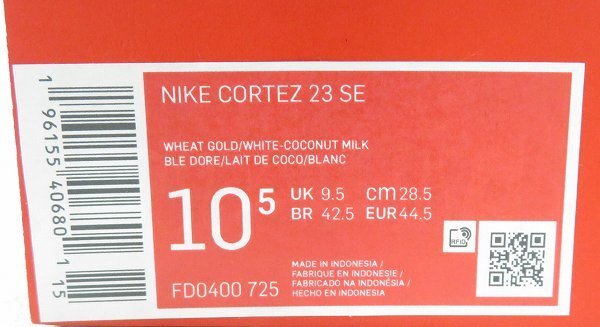 NIKE CORTEZ 23 SE
WHEAT GOLD/WHITE-COCONUT MILK
BLE DORE/LAIT DE COCO/BLANC
10⁵ UK 9.5 cm 28.5
BR 42.5 EUR 44.5
RFID
MADE IN INDONESIA/
FABRIQUE EN INDONESIE/
FABRICADO NA INDONÉSIA/
HECHO EN INDONESIA
FD0400 725
1 96155 40680 1 15